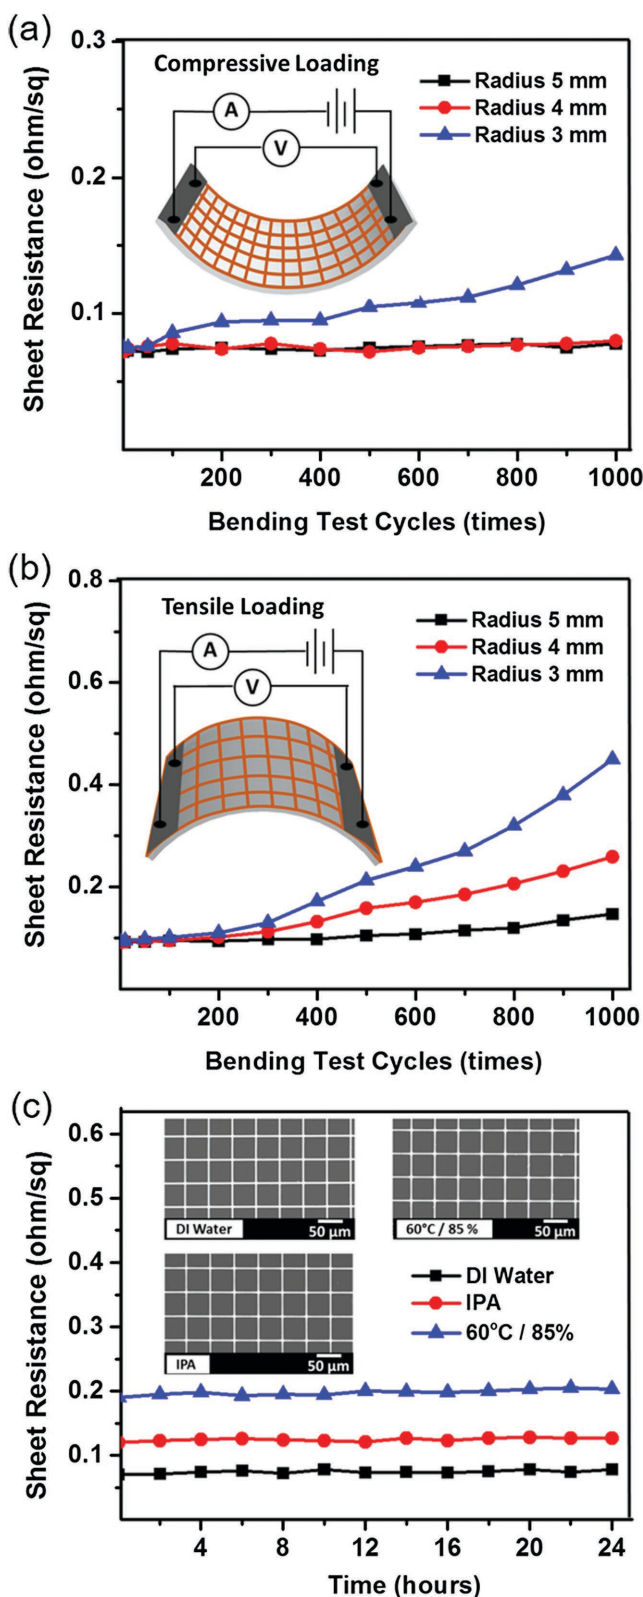 (a)
0.3
0.2
0.1
Sheet Resistance (ohm/sq)
Compressive Loading
A
V
Radius 5 mm
Radius 4 mm
Radius 3 mm
200 400 600 800 1000
Bending Test Cycles (times)
(b)
0.8
0.6
0.4
0.2
Sheet Resistance (ohm/sq)
Tensile Loading
A
V
Radius 5 mm
Radius 4 mm
Radius 3 mm
200 400 600 800 1000
Bending Test Cycles (times)
(c)
0.6
0.5
0.4
0.3
0.2
0.1
Sheet Resistance (ohm/sq)
DI Water 50 μm
60°C / 85 % 50 μm
IPA 50 μm
DI Water
IPA
60°C / 85%
4 8 12 16 20 24
Time (hours)